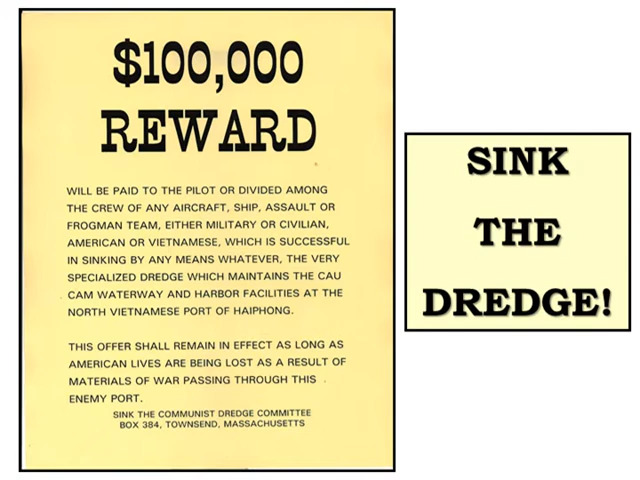 $100,000
REWARD
WILL BE PAID TO THE PILOT OR DIVIDED AMONG
THE CREW OF ANY AIRCRAFT, SHIP, ASSAULT OR
FROGMAN TEAM, EITHER MILITARY OR CIVILIAN,
AMERICAN OR VIETNAMESE, WHICH IS SUCCESSFUL
IN SINKING BY ANY MEANS WHATEVER, THE VERY
SPECIALIZED DREDGE WHICH MAINTAINS THE CAU
CAM WATERWAY AND HARBOR FACILITIES AT THE
NORTH VIETNAMESE PORT OF HAIPHONG.
THIS OFFER SHALL REMAIN IN EFFECT AS LONG AS
AMERICAN LIVES ARE BEING LOST AS A RESULT OF
MATERIALS OF WAR PASSING THROUGH THIS
ENEMY PORT.
SINK THE COMMUNIST DREDGE COMMITTEE
BOX 384, TOWNSEND, MASSACHUSETTS
SINK
THE
DREDGE!